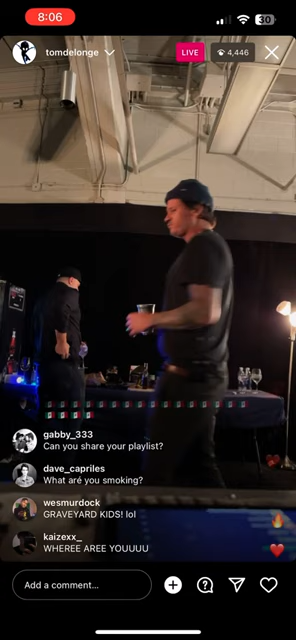 8:06
30
tomdelonge
LIVE
4,446
gabby_333
Can you share your playlist?
dave_capriles
What aré you smoking?
wesmurdock
GRAVEYARD KIDS! lol
kaizexx_
WHEREE AREE YOUUUU
Add a comment...